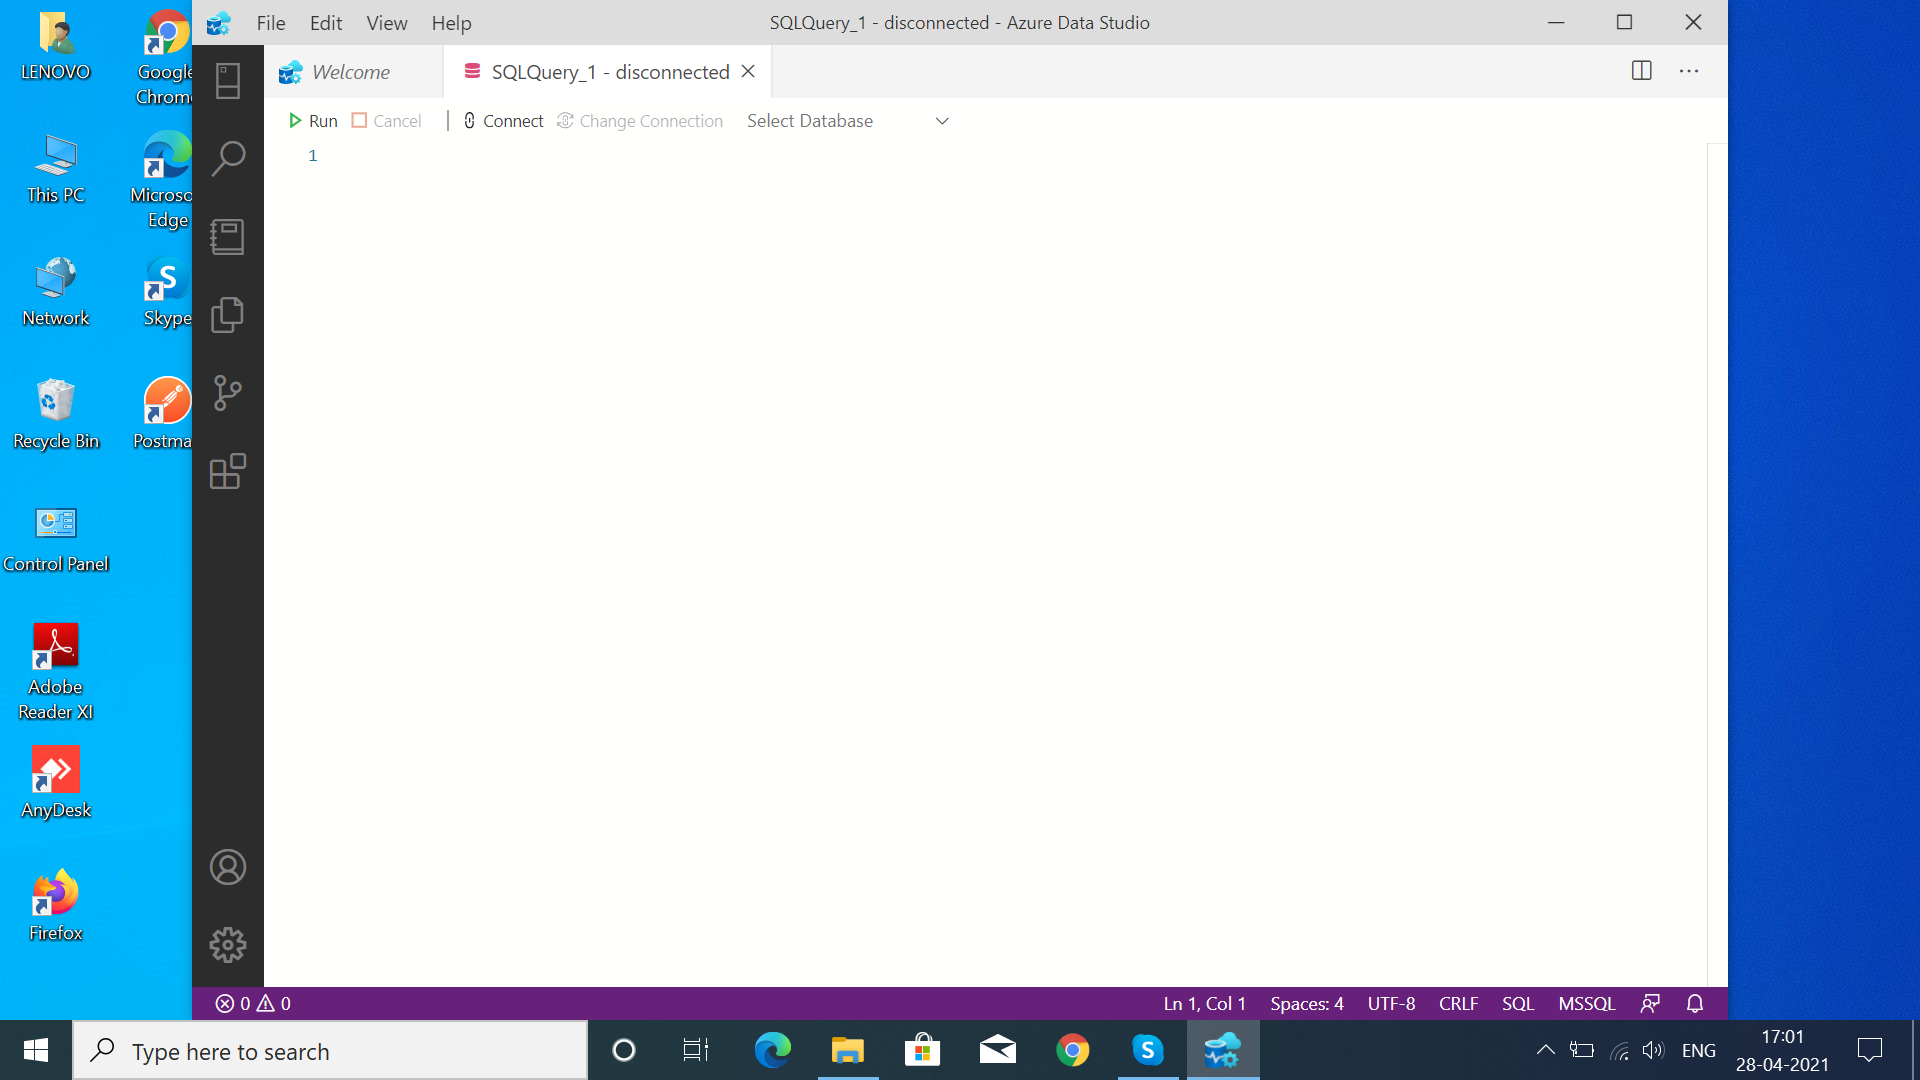 LENOVO
Google
Chrom
This PC
Microso
Edge
Network
Skype
Recycle Bin
Postma
Control Panel
Adobe
Reader XI
AnyDesk
Firefox
File Edit View Help
SQLQuery_1 - disconnected - Azure Data Studio
Welcome
SQLQuery_1 - disconnected
Run Cancel Connect Change Connection Select Database
1
0 0
Ln 1, Col 1 Spaces: 4 UTF-8 CRLF SQL MSSQL
Type here to search
ENG
17:01
28-04-2021